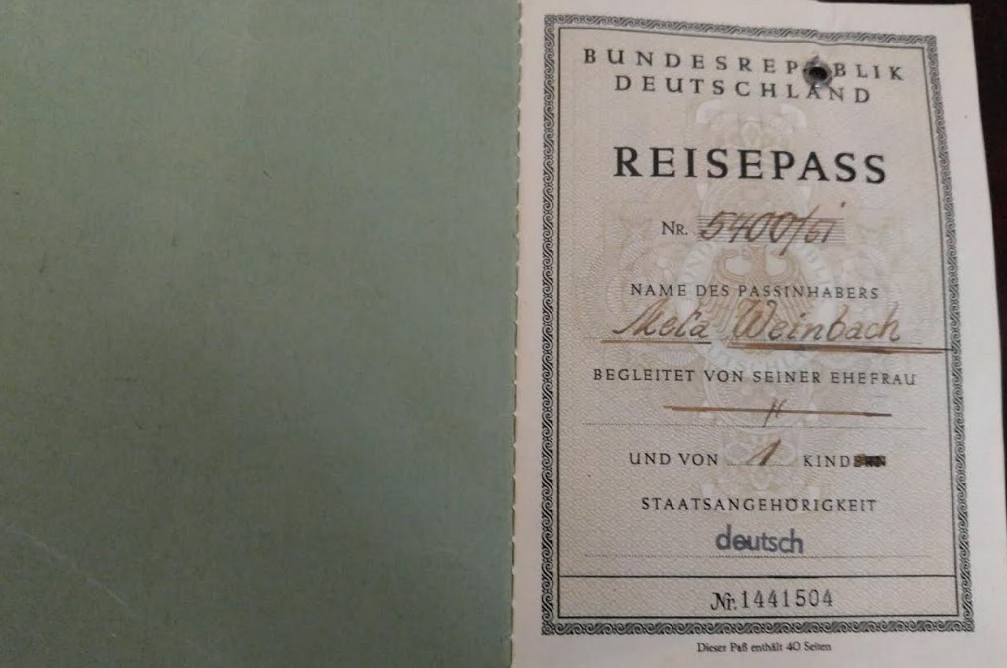 BUNDESREPUBLIK
DEUTSCHLAND
REISEPASS
NR. 5400/61
NAME DES PASSINHABERS
Mela Weinbach
BEGLEITET VON SEINER EHEFRAU
UND VON 1 KIND
STAATSANGEHÖRIGKEIT
deutsch
Nr. 1441504
Dieser Paß enthält 40 Seiten